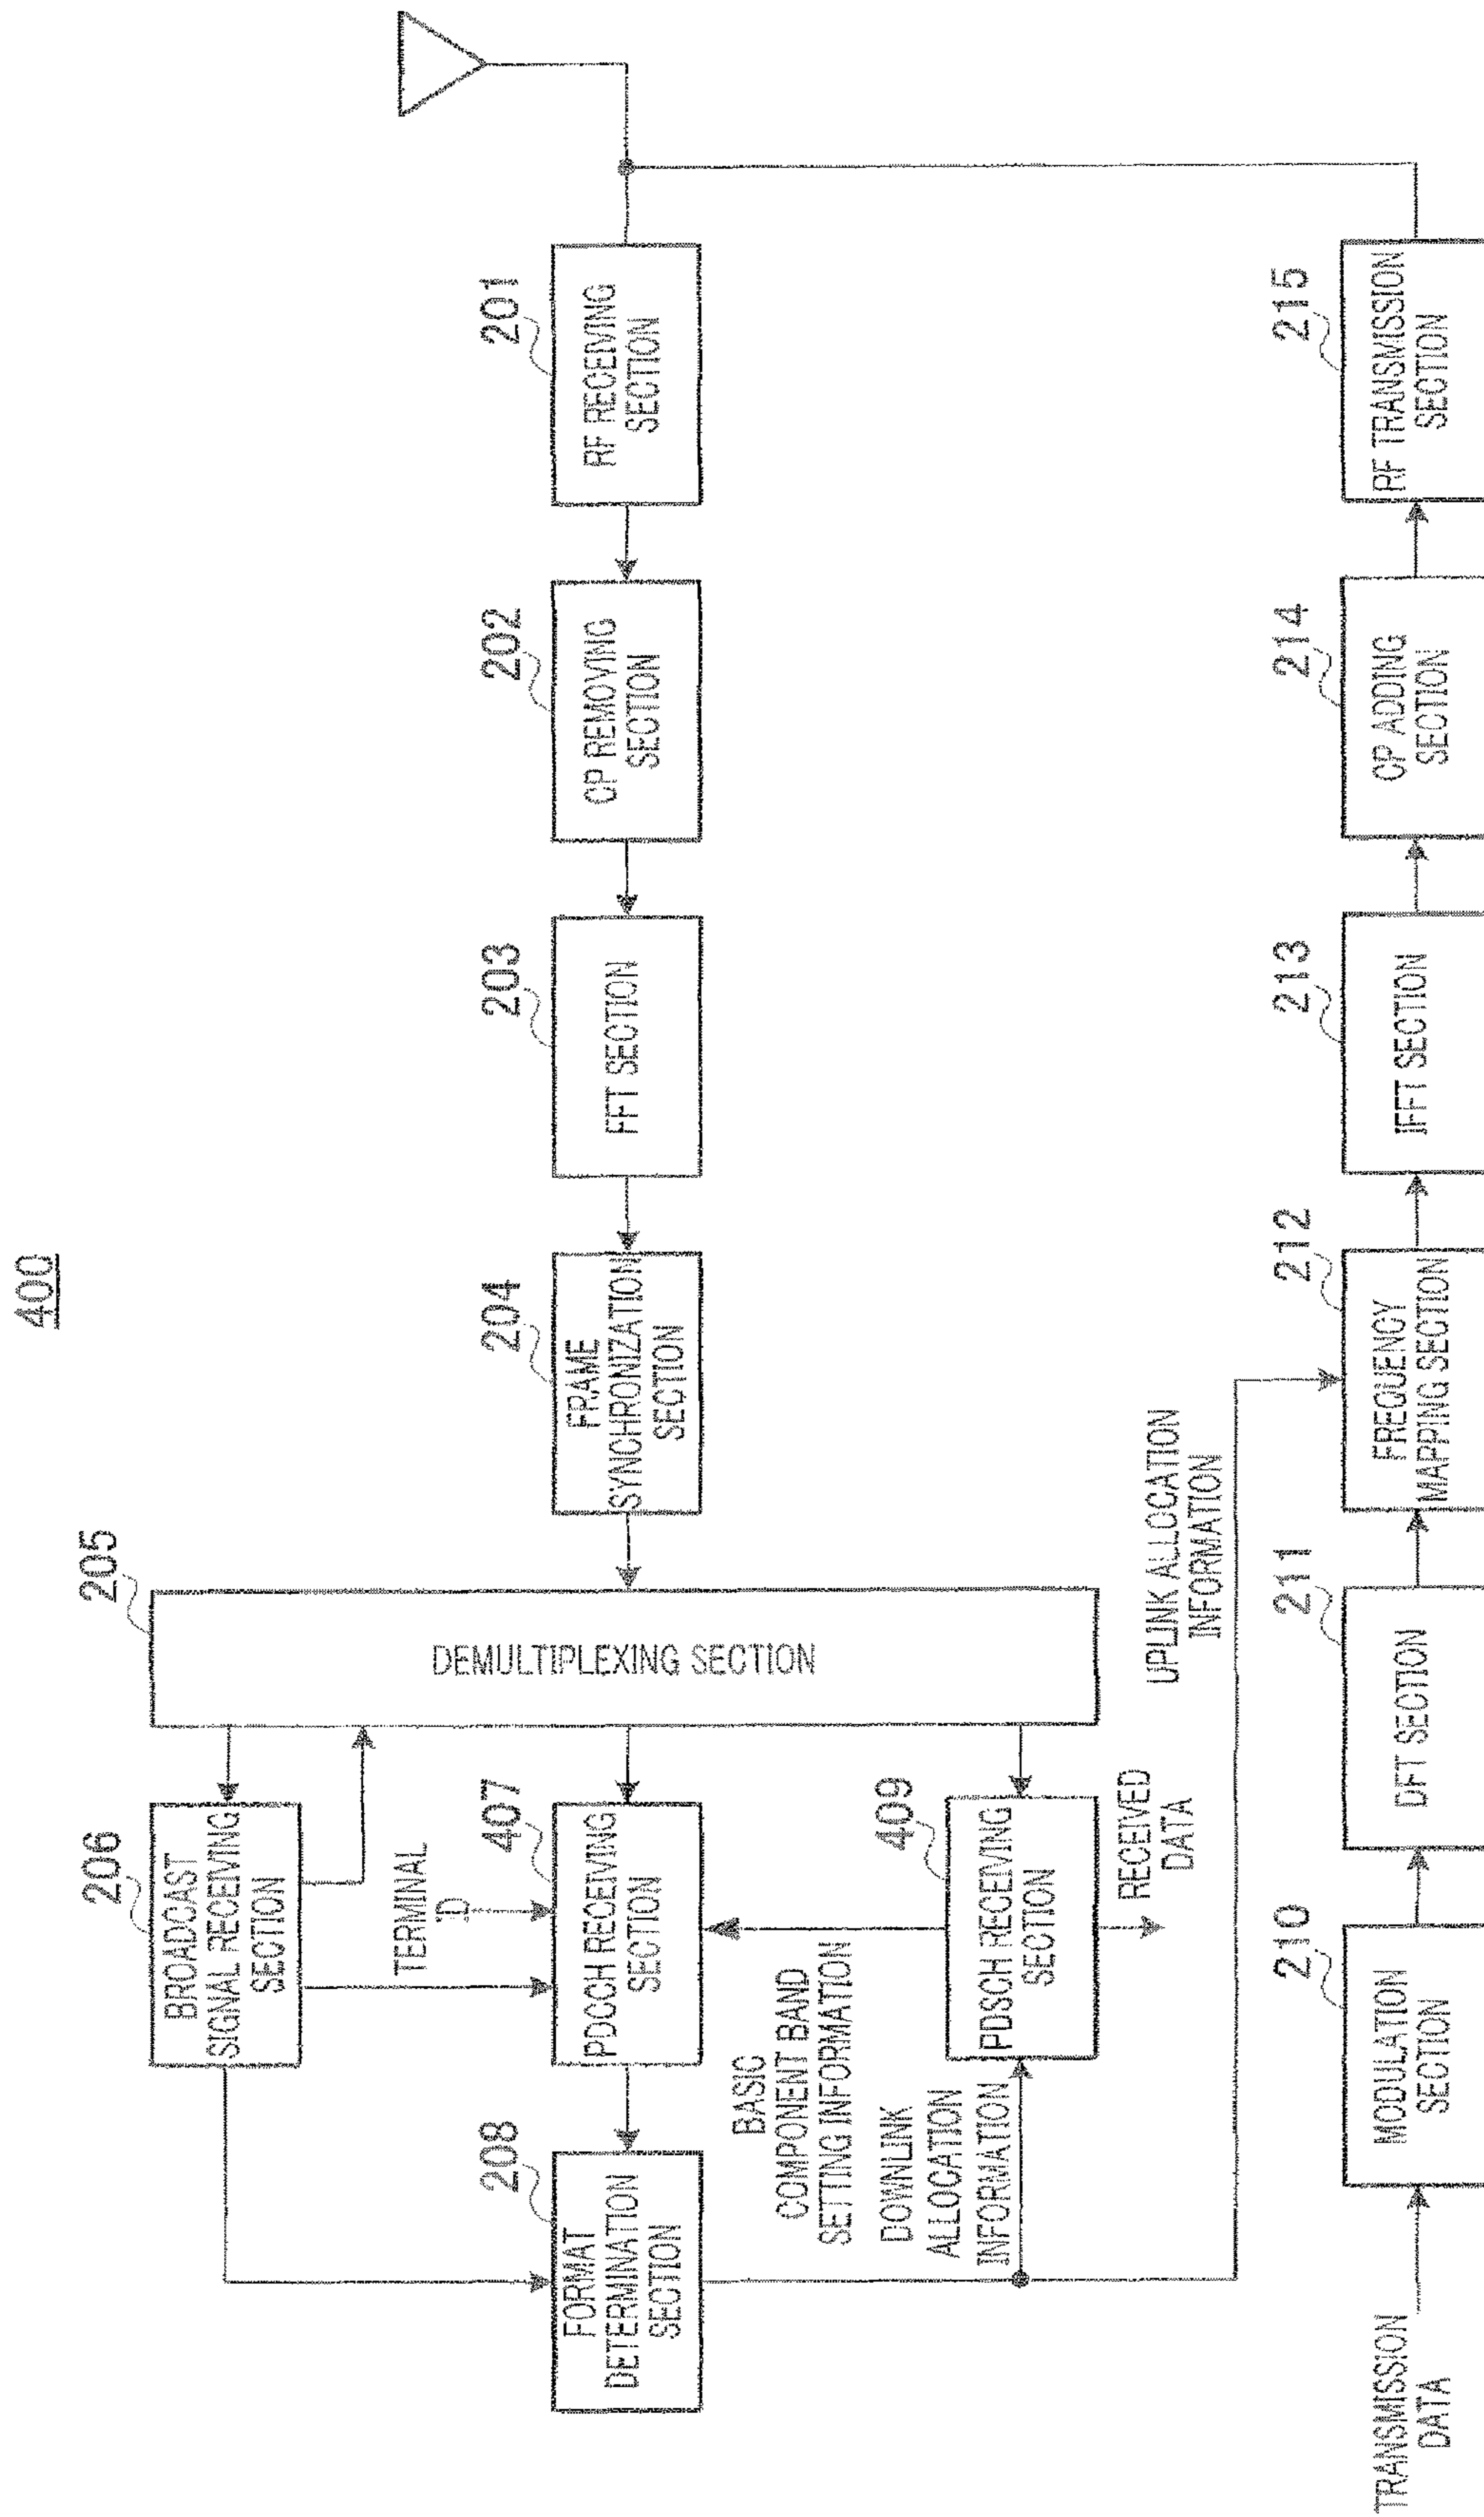 400
201
RF RECEIVING
SECTION
202
CP REMOVING
SECTION
203
FFT SECTION
204
FRAME
SYNCHRONIZATION
SECTION
205
DEMULTIPLEXING SECTION
206
BROADCAST
SIGNAL RECEIVING
SECTION
TERMINAL
ID
407
PDCCH RECEIVING
SECTION
208
FORMAT
DETERMINATION
SECTION
BASIC
COMPONENT BAND
SETTING INFORMATION
DOWNLINK
ALLOCATION
INFORMATION
409
PDSCH RECEIVING
SECTION
RECEIVED
DATA
UPLINK ALLOCATION
INFORMATION
TRANSMISSION
DATA
210
MODULATION
SECTION
211
DFT SECTION
212
FREQUENCY
MAPPING SECTION
213
IFFT SECTION
214
CP ADDING
SECTION
215
RF TRANSMISSION
SECTION